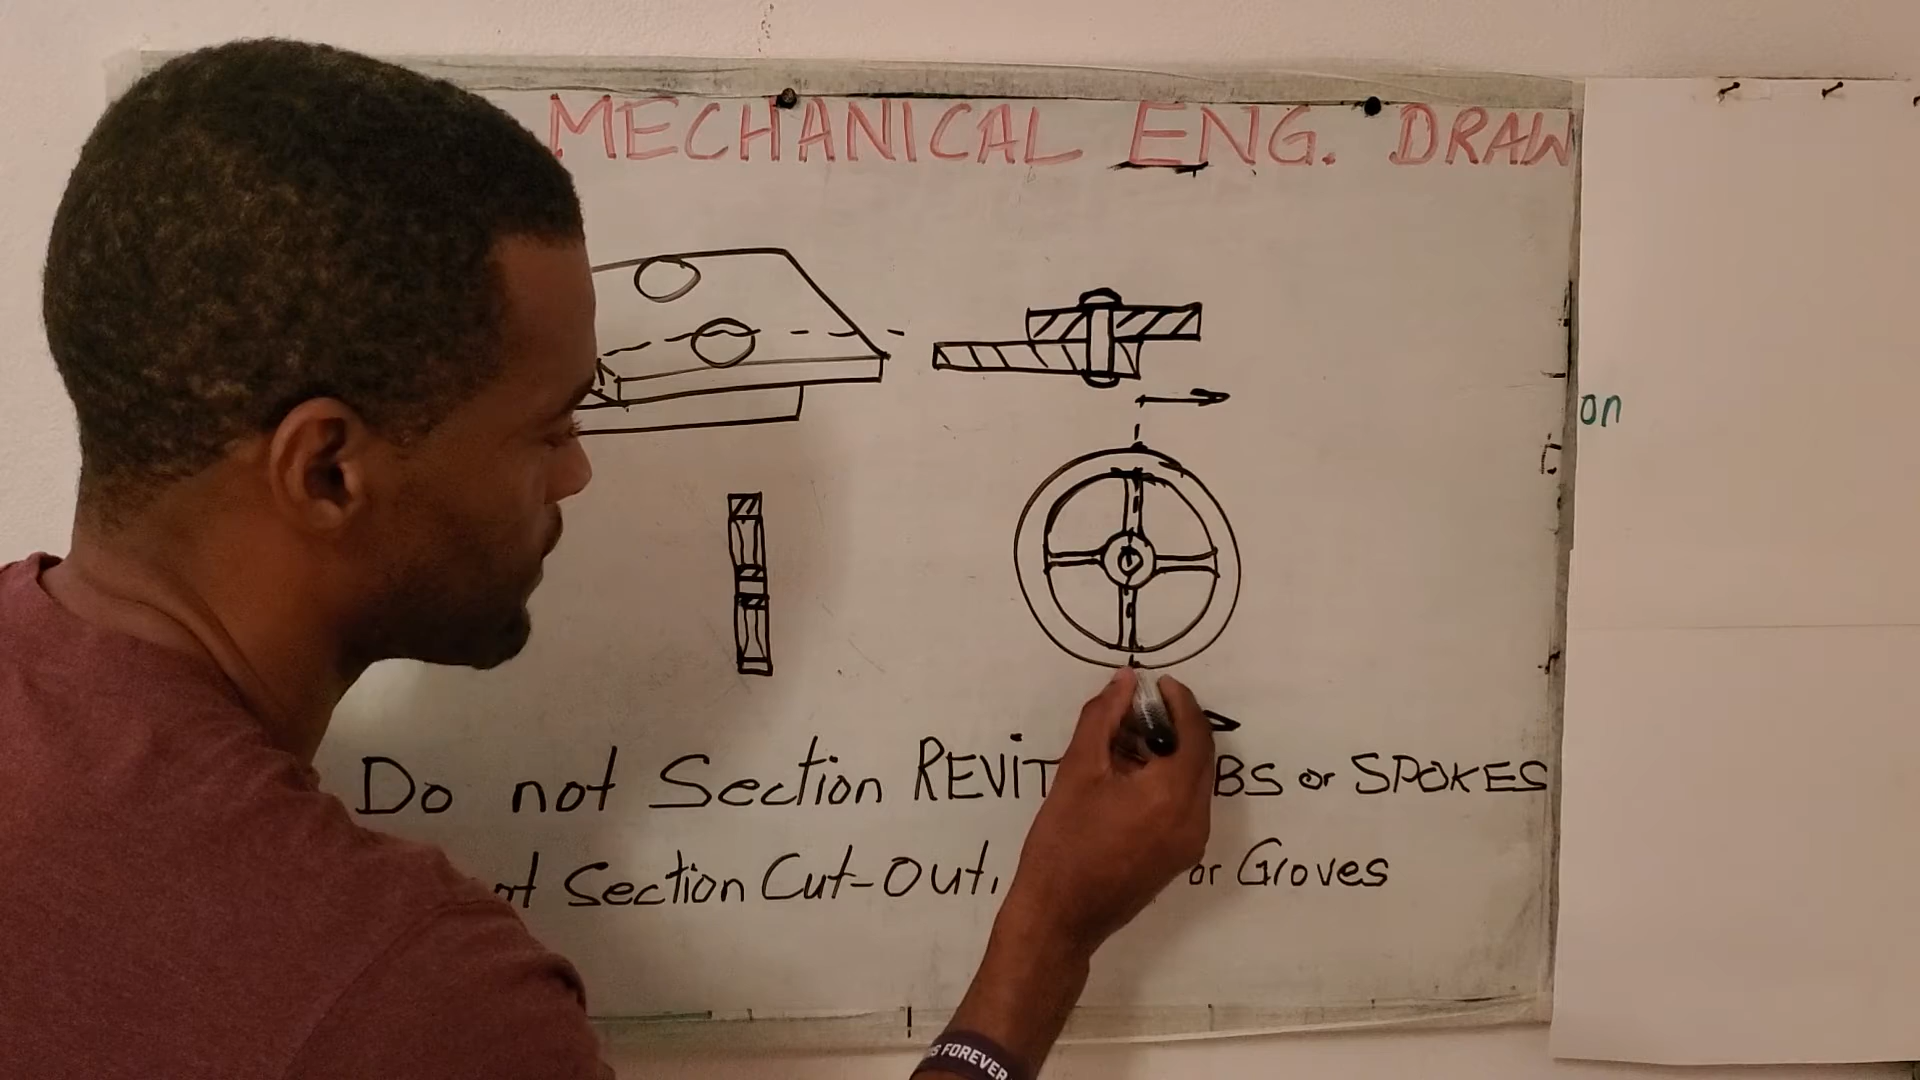 MECHANICAL ENG. DRAW
on
Do not Section REVIT BS or SPOKES
Section Cut-Out, or Groves
FOREVER